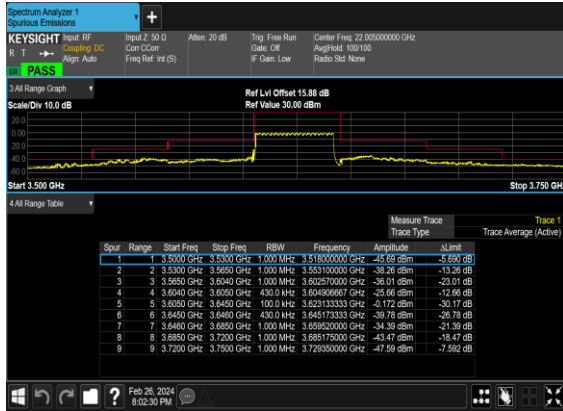 Spectrum Analyzer 1
Spurious Emissions
KEYSIGHT
R T
LU PASS
Input: RF
Coupling: DC
Align: Auto
Input Z: 50 Ω
Corr CCorr
Freq Ref: Int (S)
Atten: 20 dB
Trig: Free Run
Gate: Off
IF Gain: Low
Center Freq: 22.005000000 GHz
Avg|Hold: 100/100
Radio Std: None
3 All Range Graph
Scale/Div 10.0 dB
Ref Lvl Offset 15.88 dB
Ref Value 30.00 dBm
20.0
0.00
-20.0
-40.0
-60.0
Start 3.500 GHz
Stop 3.750 GH
4 All Range Table
Measure Trace Trace 1
Trace Type Trace Average (Active)
Spur Range Start Freq Stop Freq RBW Frequency Amplitude ΔLimit
1 1 3.5000 GHz 3.5300 GHz 1.000 MHz 3.518000000 GHz -45.69 dBm -5.690 dB
2 2 3.5300 GHz 3.5650 GHz 1.000 MHz 3.553100000 GHz -38.26 dBm -13.26 dB
3 3 3.5650 GHz 3.6040 GHz 1.000 MHz 3.602570000 GHz -36.01 dBm -23.01 dB
4 4 3.6040 GHz 3.6050 GHz 430.0 kHz 3.604906667 GHz -25.66 dBm -12.66 dB
5 5 3.6050 GHz 3.6450 GHz 100.0 kHz 3.623133333 GHz -0.172 dBm -30.17 dB
6 6 3.6450 GHz 3.6460 GHz 430.0 kHz 3.645173333 GHz -39.78 dBm -26.78 dB
7 7 3.6460 GHz 3.6850 GHz 1.000 MHz 3.659520000 GHz -34.39 dBm -21.39 dB
8 8 3.6850 GHz 3.7200 GHz 1.000 MHz 3.685175000 GHz -43.47 dBm -18.47 dB
9 9 3.7200 GHz 3.7500 GHz 1.000 MHz 3.729350000 GHz -47.59 dBm -7.592 dB
? Feb 26, 2024
8:02:30 PM